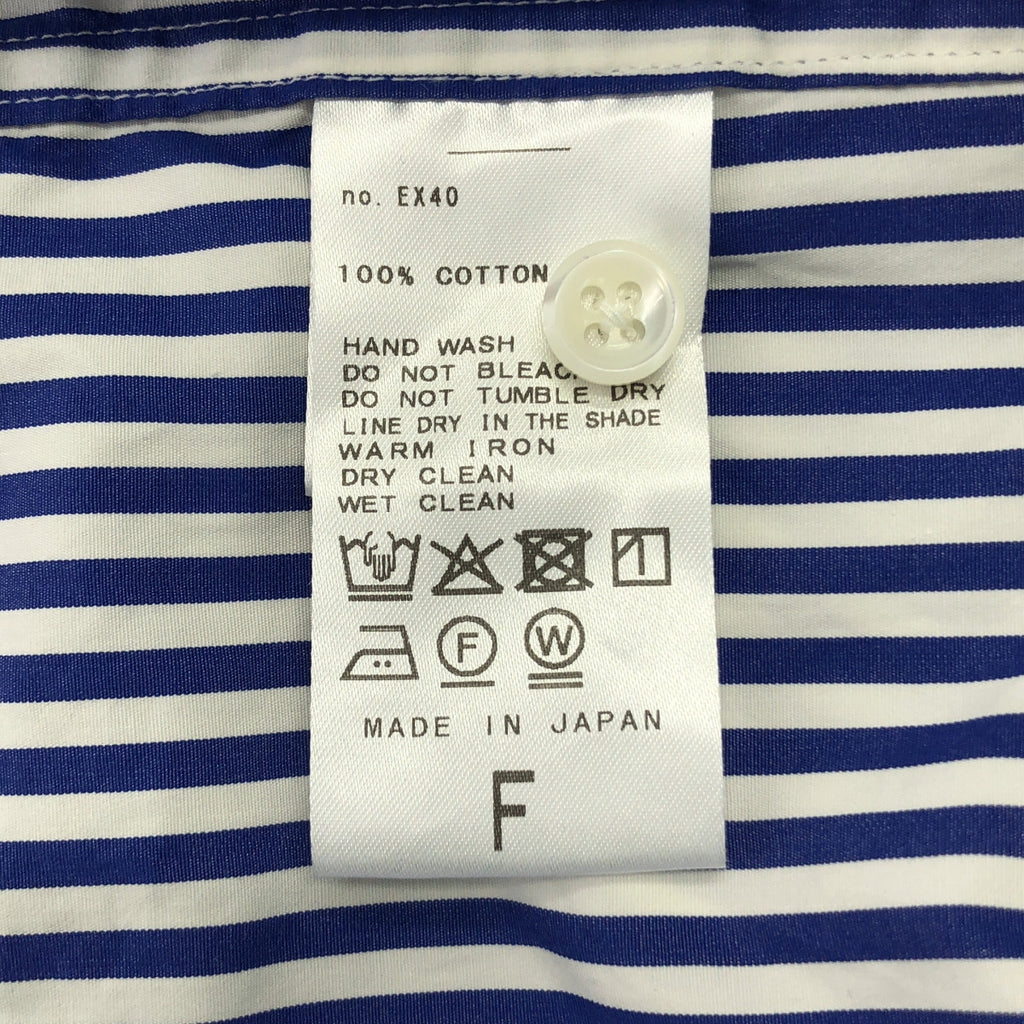 no. EX40
100% COTTON
HAND WASH
DO NOT
DO NOT TUMBLE DRY
LINE DRY IN THE SHADE
WARM IRON
DRY CLEAN
WET CLEAN
F W
MADE IN JAPAN
F